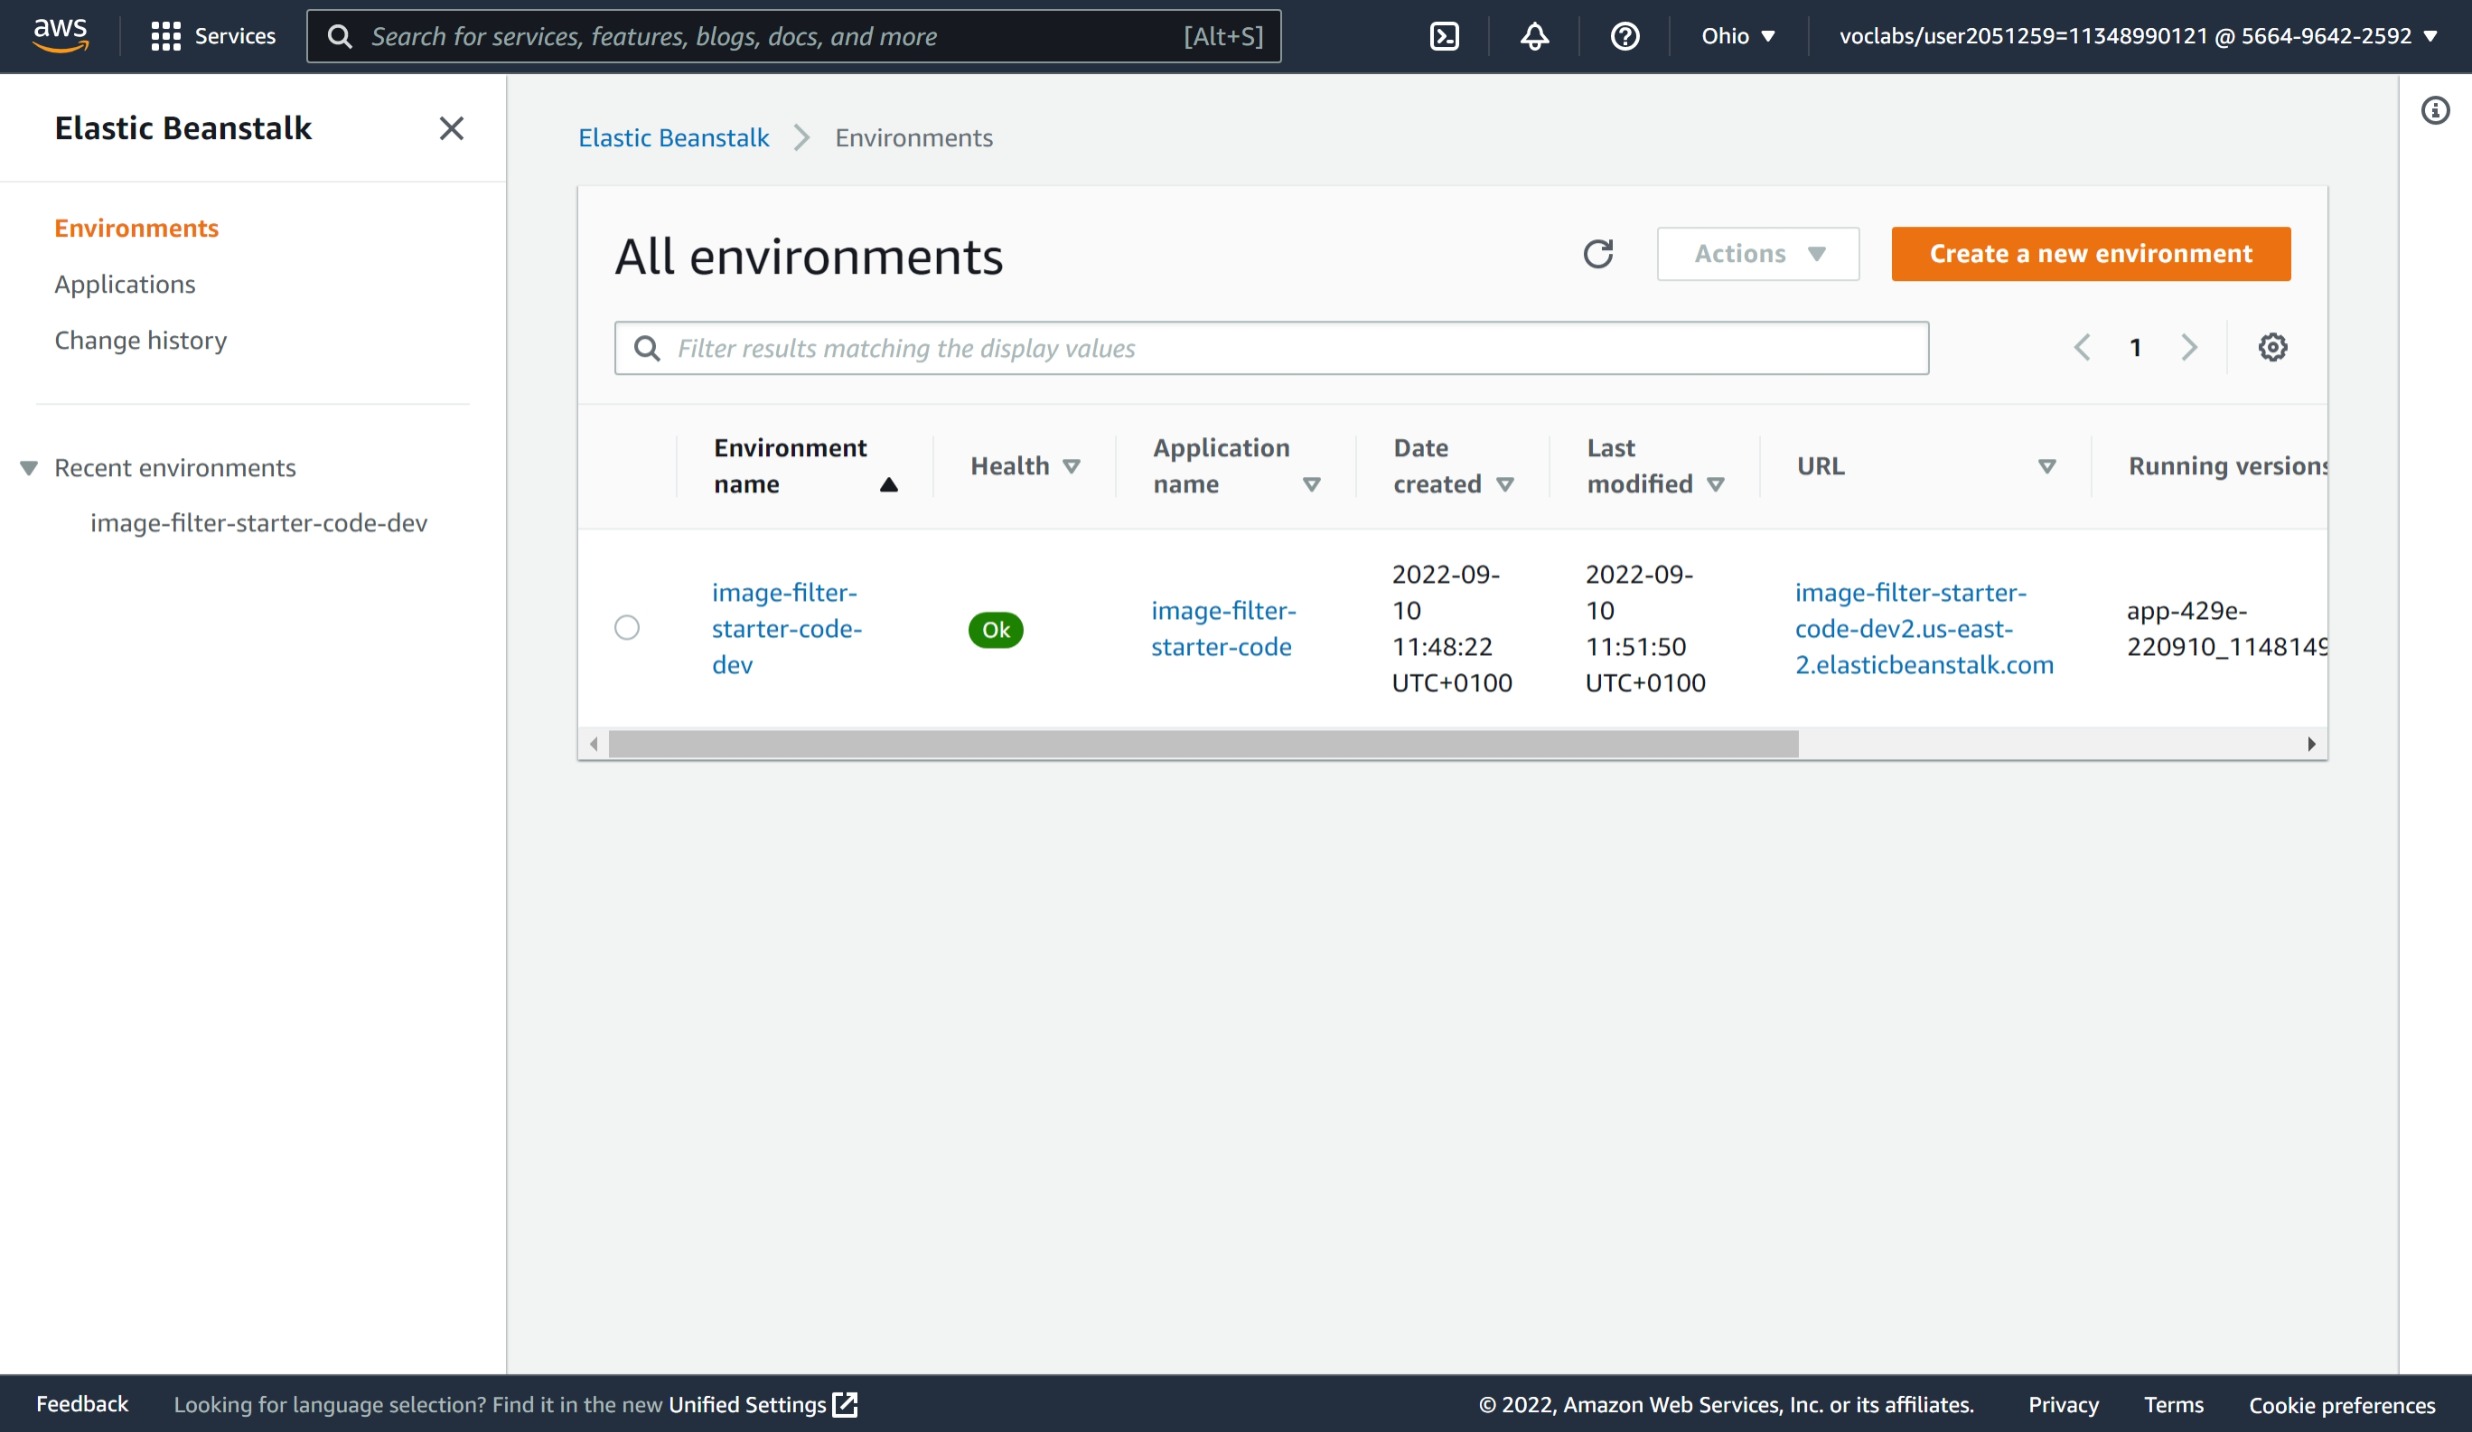 aws
Services
Search for services, features, blogs, docs, and more [Alt+S]
Ohio
voclabs/user2051259=11348990121 @ 5664-9642-2592
Elastic Beanstalk
Environments
Applications
Change history
Recent environments
image-filter-starter-code-dev
Elastic Beanstalk
Environments
All environments
Actions
Create a new environment
Filter results matching the display values
1
Environment
name
Health
Application
name
Date
created
Last
modified
URL
Running versions
image-filter-
starter-code-
dev
Ok
image-filter-
starter-code
2022-09-
10
11:48:22
UTC+0100
2022-09-
10
11:51:50
UTC+0100
image-filter-starter-
code-dev2.us-east-
2.elasticbeanstalk.com
app-429e-
220910_1148149
Feedback
Looking for language selection? Find it in the new Unified Settings
© 2022, Amazon Web Services, Inc. or its affiliates.
Privacy
Terms
Cookie preferences